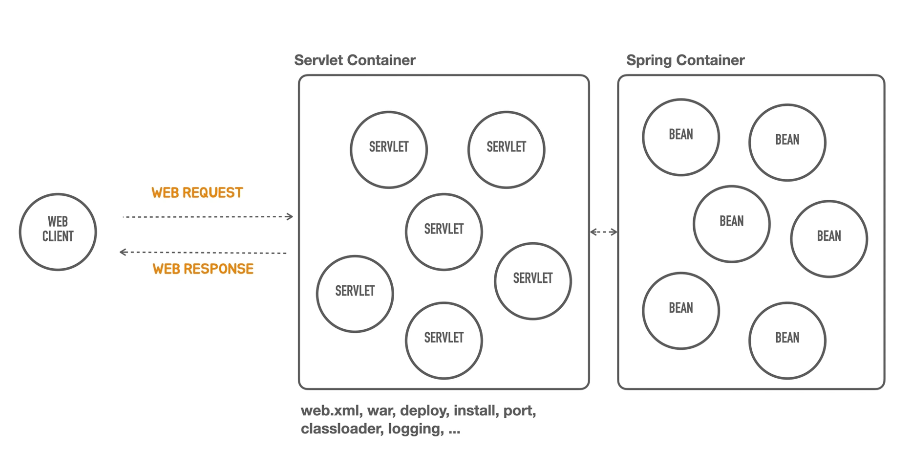 Servlet Container
Spring Container
SERVLET
SERVLET
BEAN
BEAN
WEB REQUEST
WEB
CLIENT
SERVLET
BEAN
BEAN
WEB RESPONSE
SERVLET
SERVLET
BEAN
SERVLET
BEAN
web.xml, war, deploy, install, port,
classloader, logging, ...